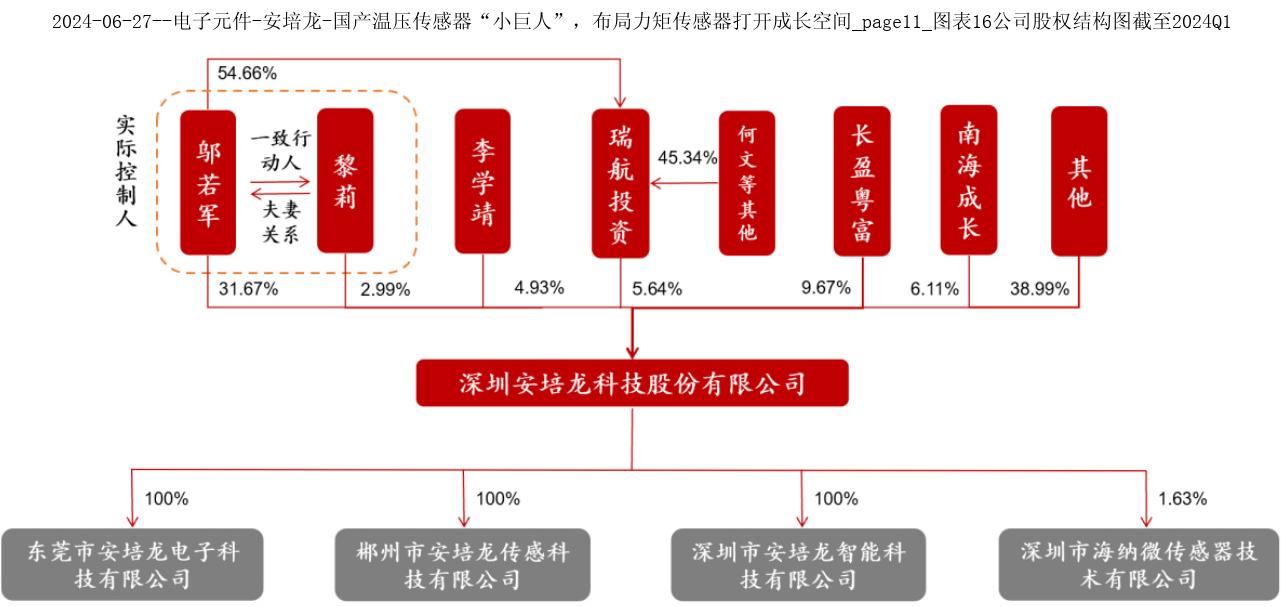 2024-06-27--电子元件-安培龙-国产温压传感器“小巨人”，布局力矩传感器打开成长空间_page11_图表16公司股权结构图截至2024Q1
54.66%
实际控制人
邬若军
一致行
动人
夫妻
关系
黎莉
李学靖
瑞航投资
45.34%
何文等其他
长盈粤富
南海成长
其他
31.67%
2.99%
4.93%
5.64%
9.67%
6.11%
38.99%
深圳安培龙科技股份有限公司
100%
100%
100%
1.63%
东莞市安培龙电子科
技有限公司
郴州市安培龙传感科
技有限公司
深圳市安培龙智能科
技有限公司
深圳市海纳微传感器技
术有限公司